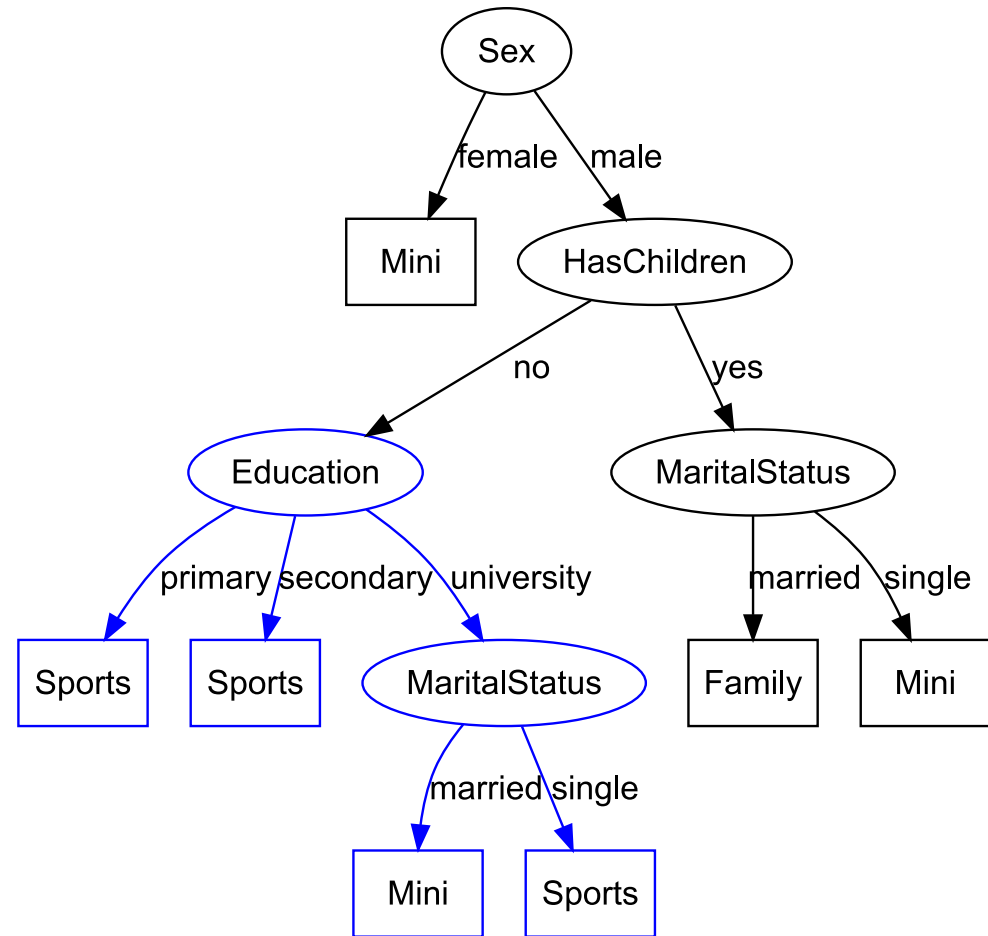 Sex
female
male
Mini
HasChildren
no
yes
Education
MaritalStatus
primary
secondary
university
married
single
Sports
Sports
MaritalStatus
Family
Mini
married
single
Mini
Sports